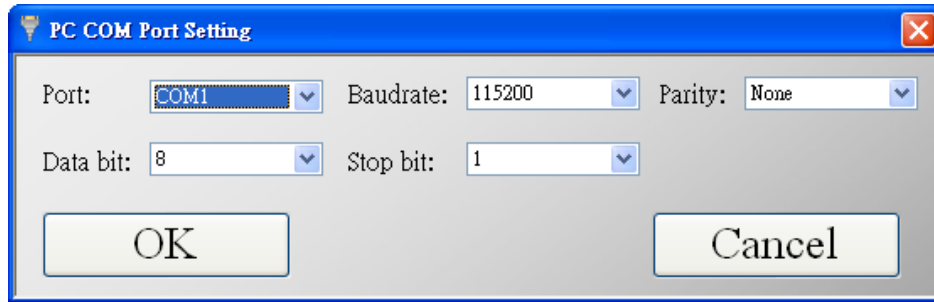 PC COM Port Setting
Port: COM1 Baudrate: 115200 Parity: None
Data bit: 8 Stop bit: 1
OK Cancel